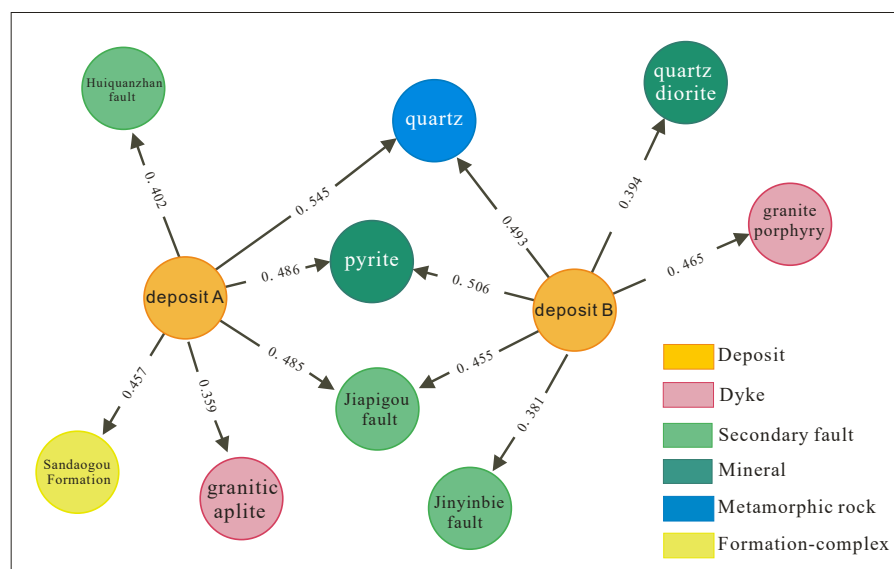 Huiquanzhan
fault
quartz
quartz
diorite
0.402
0.545
0.493
0.394
granite
porphyry
pyrite
0.486
0.506
0.465
deposit A
deposit B
0.457
0.359
0.485
0.455
0.381
Jiapigou
fault
Sandaogou
Formation
granitic
aplite
Jinyinbie
fault
Deposit
Dyke
Secondary fault
Mineral
Metamorphic rock
Formation-complex